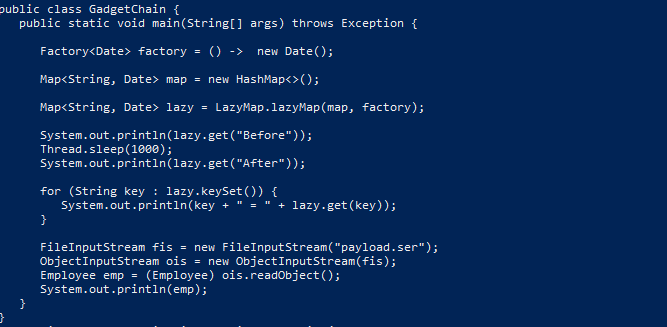 public class GadgetChain {
public static void main(String[] args) throws Exception {
Factory<Date> factory = () -> new Date();
Map<String, Date> map = new HashMap<>();
Map<String, Date> lazy = LazyMap.lazyMap(map, factory);
System.out.println(lazy.get("Before"));
Thread.sleep(1000);
System.out.println(lazy.get("After"));
for (String key : lazy.keySet()) {
System.out.println(key + " = " + lazy.get(key));
}
FileInputStream fis = new FileInputStream("payload.ser");
ObjectInputStream ois = new ObjectInputStream(fis);
Employee emp = (Employee) ois.readObject();
System.out.println(emp);
}
}